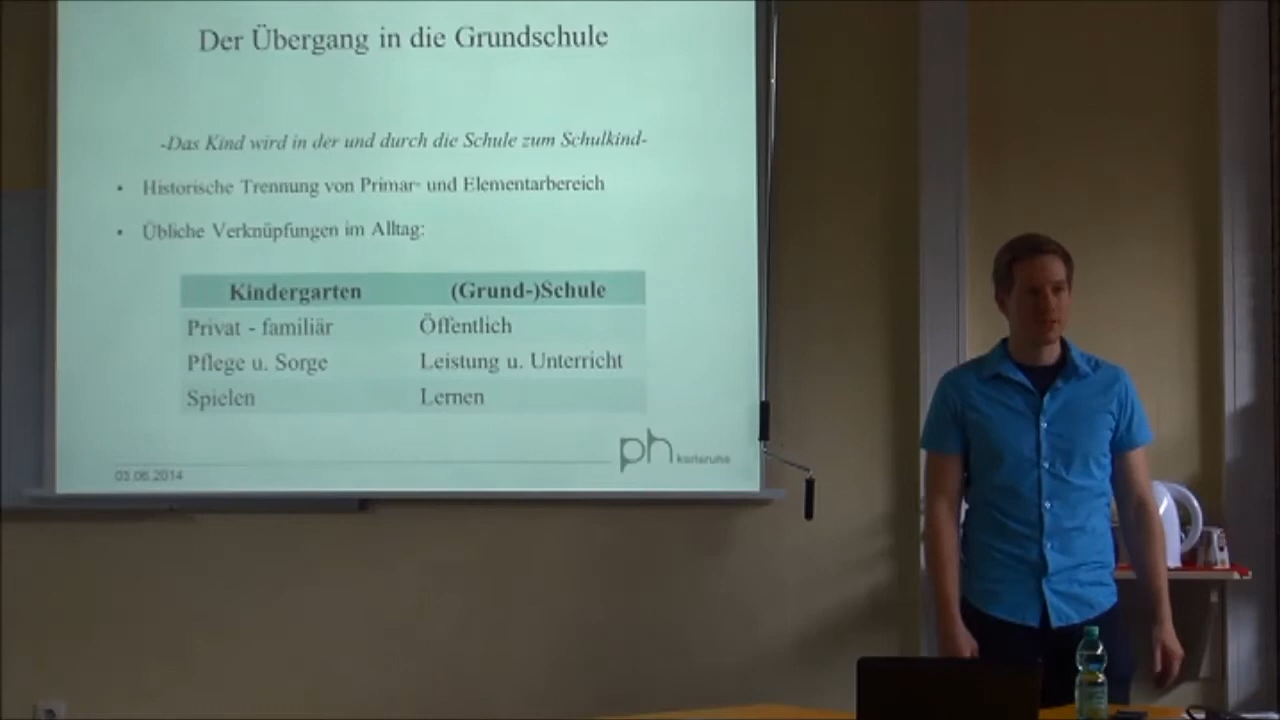 Der Übergang in die Grundschule
-Das Kind wird in der und durch die Schule zum Schulkind-
• Historische Trennung von Primar- und Elementarbereich
• Übliche Verknüpfungen im Alltag:
Kindergarten (Grund-)Schule
Privat - familiär Öffentlich
Pflege u. Sorge Leistung u. Unterricht
Spielen Lernen
ph karlsruhe
03.06.2014